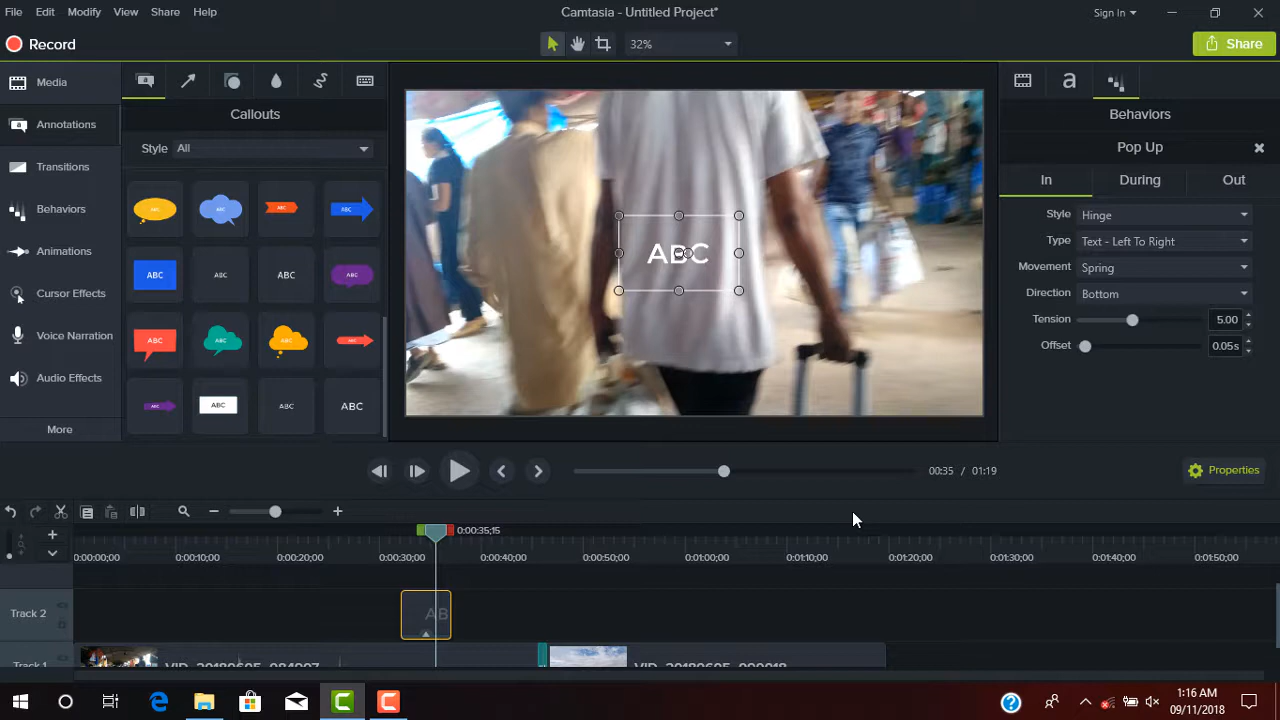 File Edit Modify View Share Help
Camtasia - Untitled Project*
Sign In
Record
32%
Share
Media
Annotations
Transitions
Behaviors
Animations
Cursor Effects
Voice Narration
Audio Effects
More
Callouts
Style All
ABC ABC ABC ABC
ABC ABC ABC ABC
ABC ABC ABC ABC
ABC ABC ABC ABC
ABC
a
Behaviors
Pop Up
In During Out
Style Hinge
Type Text - Left To Right
Movement Spring
Direction Bottom
Tension 5.00
Offset 0.05s
00:35 / 01:19
Properties
0:00:35;15
0:00:00;00 0:00:10;00 0:00:20;00 0:00:30;00 0:00:40;00 0:00:50;00 0:01:00;00 0:01:10;00 0:01:20;00 0:01:30;00 0:01:40;00 0:01:50;00
Track 2
AB
Track 1
VID_20180605_084907
VID_20180605_090018
1:16 AM
09/11/2018